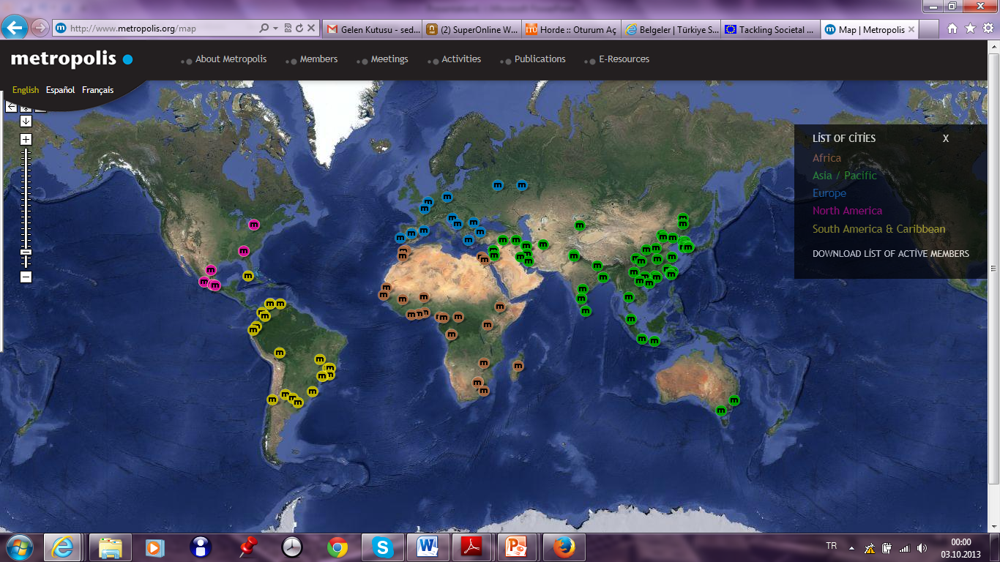 http://www.metropolis.org/map
Gelen Kutusu - sed...
(2) SuperOnline W...
Horde :: Oturum Aç
Belgeler | Türkiye S...
Tackling Societal ...
Map | Metropolis
metropolis
About Metropolis
Members
Meetings
Activities
Publications
E-Resources
English Español Français
LİST OF CİTİES X
Africa
Asia / Pacific
Europe
North America
South America & Caribbean
DOWNLOAD LİST OF ACTİVE MEMBERS
TR
00:00
03.10.2013